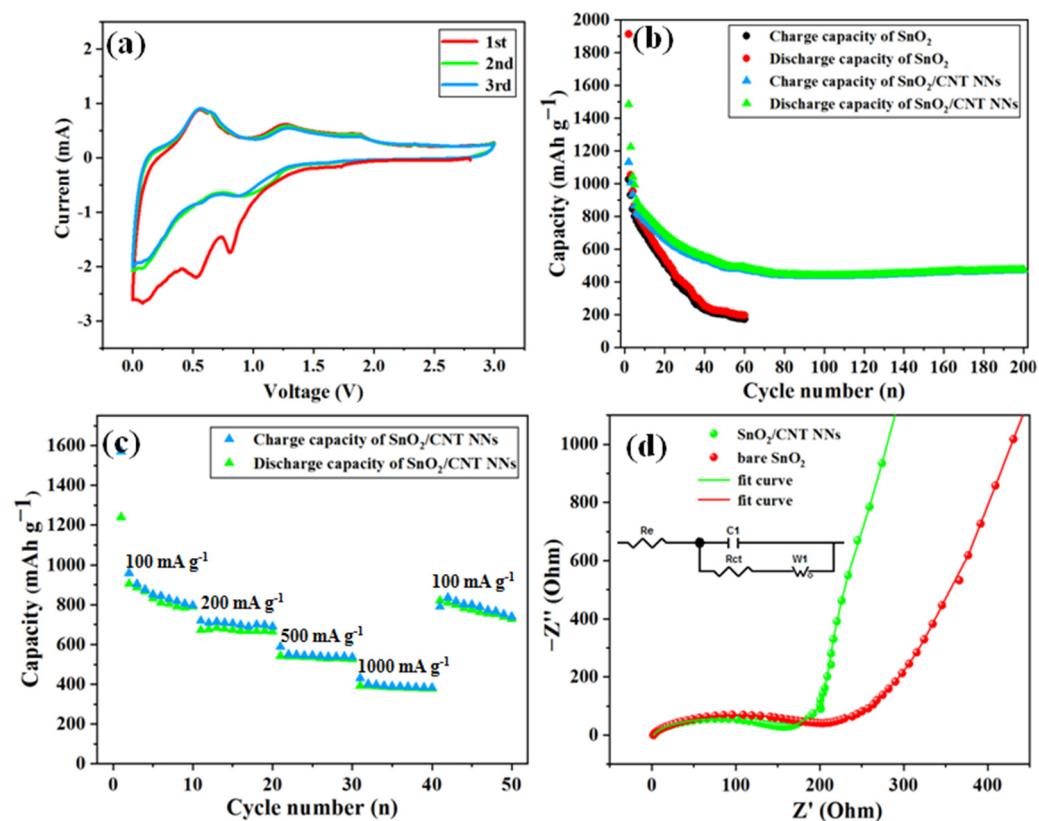 (a)
1st
2nd
3rd
2
1
0
-1
-2
-3
Current (mA)
0.0 0.5 1.0 1.5 2.0 2.5 3.0
Voltage (V)
(b)
Charge capacity of SnO₂
Discharge capacity of SnO₂
Charge capacity of SnO₂/CNT NNs
Discharge capacity of SnO₂/CNT NNs
2000
1800
1600
1400
1200
1000
800
600
400
200
0
Capacity (mAh g⁻¹)
0 20 40 60 80 100 120 140 160 180 200
Cycle number (n)
(c)
Charge capacity of SnO₂/CNT NNs
Discharge capacity of SnO₂/CNT NNs
1600
1400
1200
1000
800
600
400
200
0
Capacity (mAh g⁻¹)
100 mA g⁻¹
200 mA g⁻¹
500 mA g⁻¹
1000 mA g⁻¹
100 mA g⁻¹
0 10 20 30 40 50
Cycle number (n)
(d)
SnO₂/CNT NNs
bare SnO₂
fit curve
fit curve
Re
C1
Rct
W1
1000
800
600
400
200
0
−Z'' (Ohm)
0 100 200 300 400
Z' (Ohm)